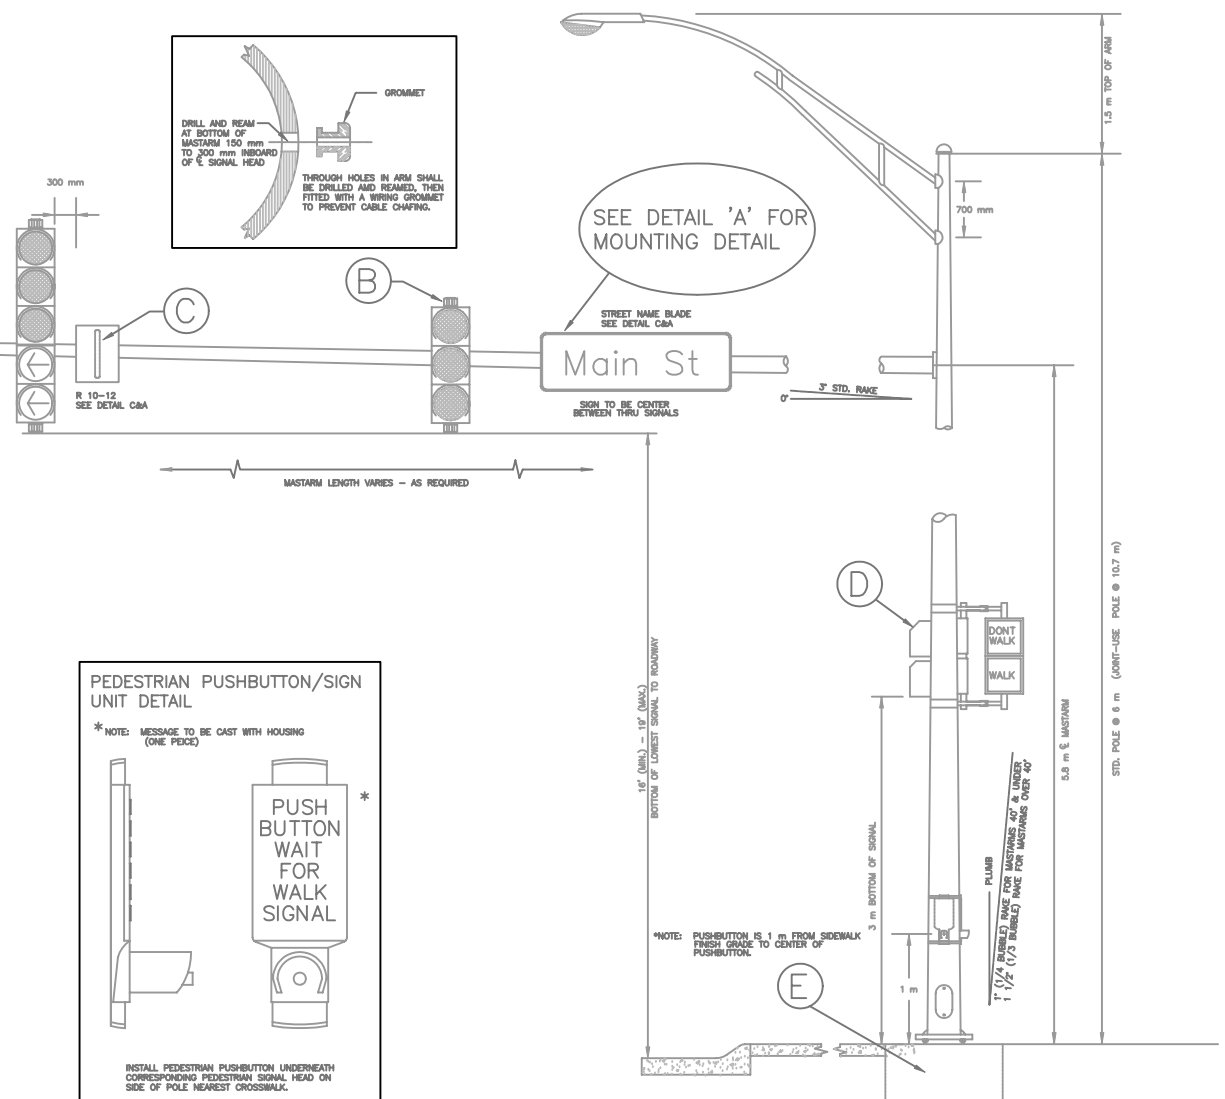 1.5 m TOP OF ARM
GROMMET
DRILL AND REAM
AT BOTTOM OF
MASTARM 150 mm
TO 300 mm INBOARD
OF ℄ SIGNAL HEAD
THROUGH HOLES IN ARM SHALL
BE DRILLED AMD REAMED, THEN
FITTED WITH A WIRING GROMMET
TO PREVENT CABLE CHAFING.
300 mm
700 mm
SEE DETAIL 'A' FOR
MOUNTING DETAIL
B
C
STREET NAME BLADE
SEE DETAIL C&A
Main St
R 10-12
SEE DETAIL C&A
SIGN TO BE CENTER
BETWEEN THRU SIGNALS
3° STD. RAKE
0°
MASTARM LENGTH VARIES - AS REQUIRED
D
DONT
WALK
WALK
STD. POLE @ 6 m (JOINT-USE POLE @ 10.7 m)
5.8 m ℄ MASTARM
16' (MIN.) - 19' (MAX.)
BOTTOM OF LOWEST SIGNAL TO ROADWAY
3 m BOTTOM OF SIGNAL
PLUMB
1" (1/4 BUBBLE) RAKE FOR MASTARMS 40' & UNDER
1 1/2" (1/3 BUBBLE) RAKE FOR MASTARMS OVER 40'
*NOTE: PUSHBUTTON IS 1 m FROM SIDEWALK
FINISH GRADE TO CENTER OF
PUSHBUTTON.
1 m
E
PEDESTRIAN PUSHBUTTON/SIGN
UNIT DETAIL
* NOTE: MESSAGE TO BE CAST WITH HOUSING
(ONE PEICE)
*
PUSH
BUTTON
WAIT
FOR
WALK
SIGNAL
INSTALL PEDESTRIAN PUSHBUTTON UNDERNEATH
CORRESPONDING PEDESTRIAN SIGNAL HEAD ON
SIDE OF POLE NEAREST CROSSWALK.